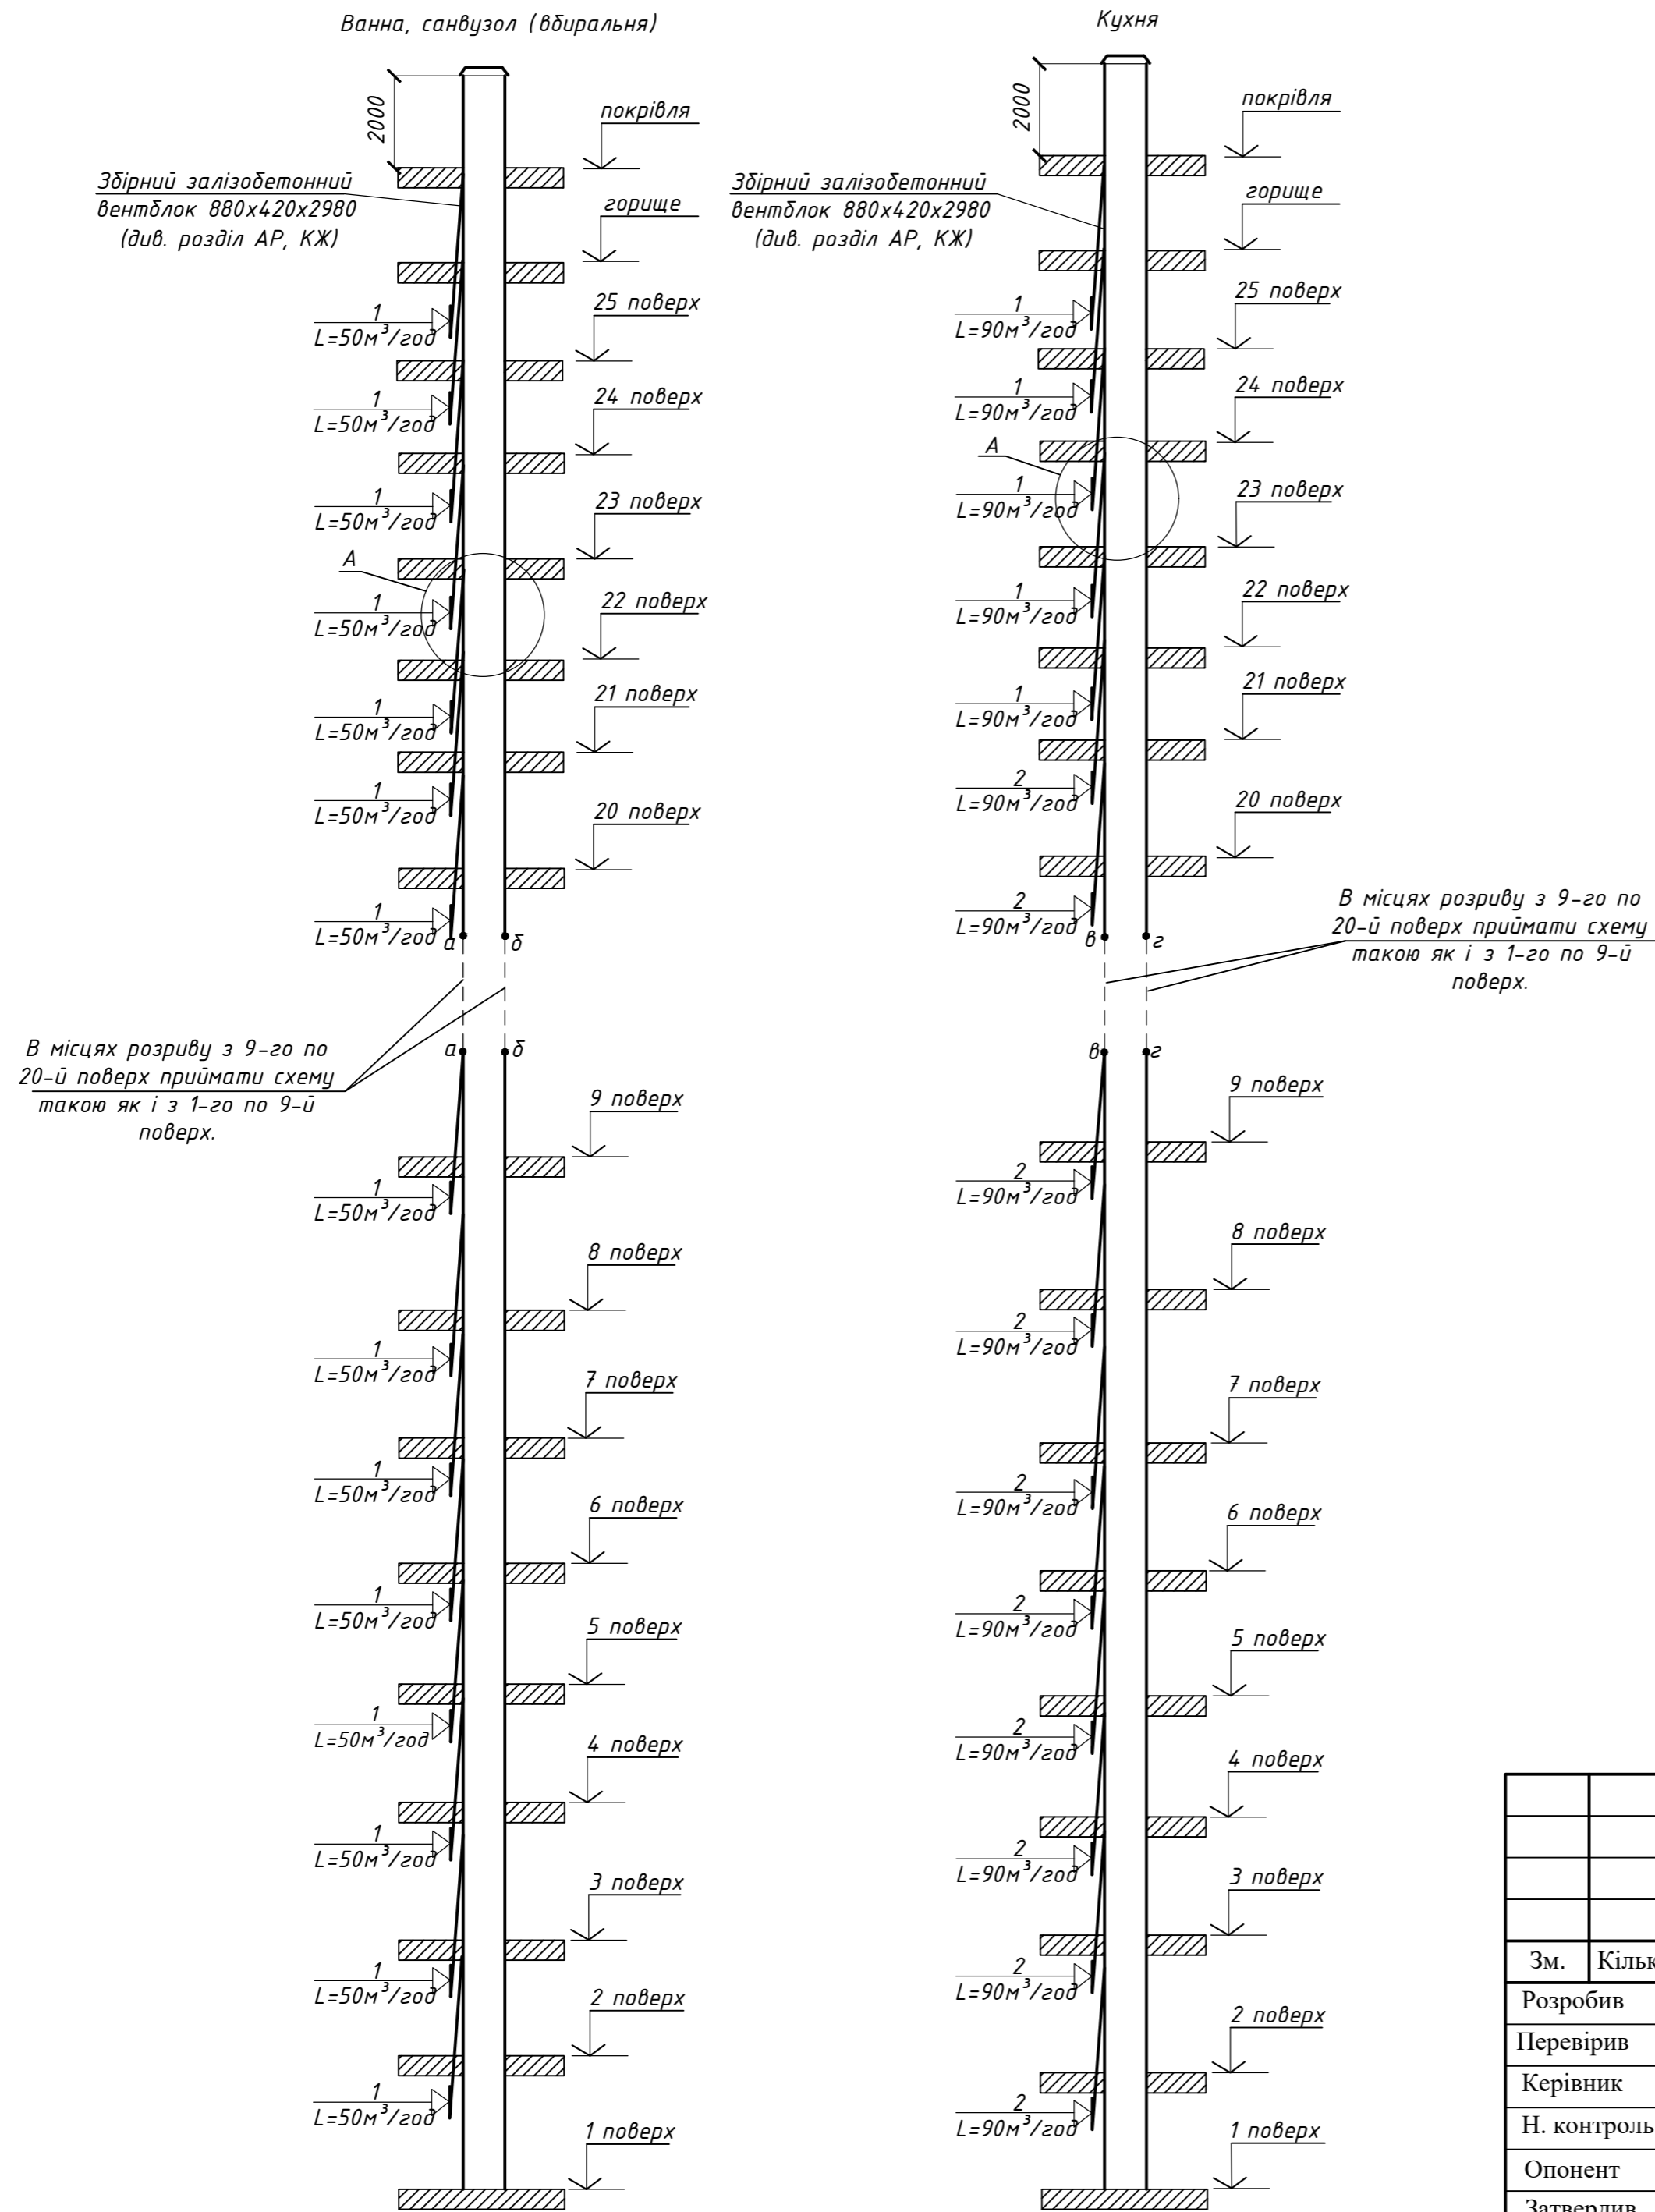 Ванна, санвузол (вбиральня)
2000
покрівля
Збірний залізобетонний
вентблок 880х420х2980
(див. розділ АР, КЖ)
горище
25 поверх
1
L=50м³/год
24 поверх
1
L=50м³/год
23 поверх
1
L=50м³/год
А
22 поверх
1
L=50м³/год
21 поверх
1
L=50м³/год
1
L=50м³/год
20 поверх
1
L=50м³/год
а
б
В місцях розриву з 9-го по
20-й поверх приймати схему
такою як і з 1-го по 9-й
поверх.
а
б
9 поверх
1
L=50м³/год
8 поверх
1
L=50м³/год
7 поверх
1
L=50м³/год
6 поверх
1
L=50м³/год
5 поверх
1
L=50м³/год
4 поверх
1
L=50м³/год
3 поверх
1
L=50м³/год
2 поверх
1
L=50м³/год
1 поверх
Кухня
2000
покрівля
Збірний залізобетонний
вентблок 880х420х2980
(див. розділ АР, КЖ)
горище
25 поверх
1
L=90м³/год
24 поверх
1
L=90м³/год
А
23 поверх
1
L=90м³/год
22 поверх
1
L=90м³/год
21 поверх
1
L=90м³/год
2
L=90м³/год
20 поверх
2
L=90м³/год
в
г
В місцях розриву з 9-го по
20-й поверх приймати схему
такою як і з 1-го по 9-й
поверх.
в
г
9 поверх
2
L=90м³/год
8 поверх
2
L=90м³/год
7 поверх
2
L=90м³/год
6 поверх
2
L=90м³/год
5 поверх
2
L=90м³/год
4 поверх
2
L=90м³/год
3 поверх
2
L=90м³/год
2 поверх
2
L=90м³/год
1 поверх
Зм. Кільк
Розробив
Перевірив
Керівник
Н. контроль
Опонент
Затвердив